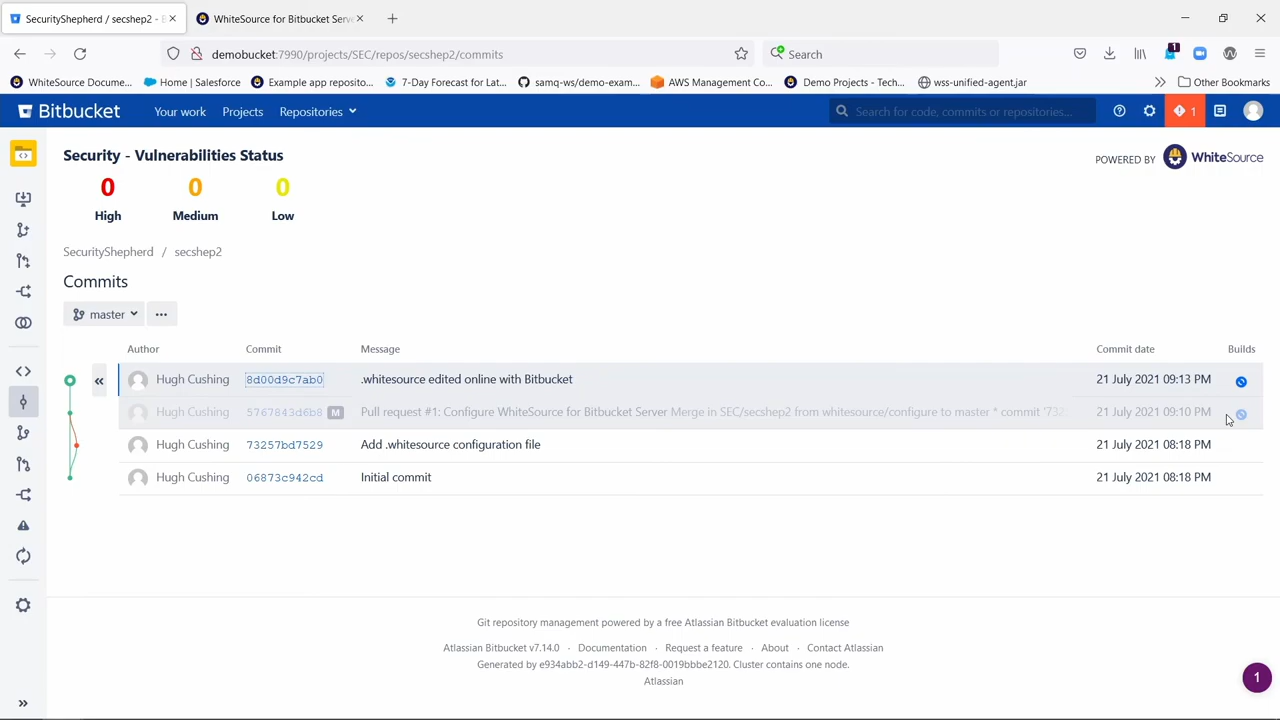 SecurityShepherd / secshep2 - B
WhiteSource for Bitbucket Serve
demobucket:7990/projects/SEC/repos/secshep2/commits
Search
1
WhiteSource Docume...
Home | Salesforce
Example app reposito...
7-Day Forecast for Lat...
samq-ws/demo-exam...
AWS Management Co...
Demo Projects - Tech...
wss-unified-agent.jar
Other Bookmarks
Bitbucket
Your work
Projects
Repositories
Search for code, commits or repositories...
1
Security - Vulnerabilities Status
POWERED BY WhiteSource
0 0 0
High Medium Low
SecurityShepherd / secshep2
Commits
master
Author Commit Message Commit date Builds
Hugh Cushing 8d00d9c7ab0 .whitesource edited online with Bitbucket 21 July 2021 09:13 PM
Hugh Cushing 5767843d6b8 M Pull request #1: Configure WhiteSource for Bitbucket Server Merge in SEC/secshep2 from whitesource/configure to master * commit '732 21 July 2021 09:10 PM
Hugh Cushing 73257bd7529 Add .whitesource configuration file 21 July 2021 08:18 PM
Hugh Cushing 06873c942cd Initial commit 21 July 2021 08:18 PM
Git repository management powered by a free Atlassian Bitbucket evaluation license
Atlassian Bitbucket v7.14.0 · Documentation · Request a feature · About · Contact Atlassian
Generated by e934abb2-d149-447b-82f8-0019bbbe2120. Cluster contains one node.
Atlassian
1